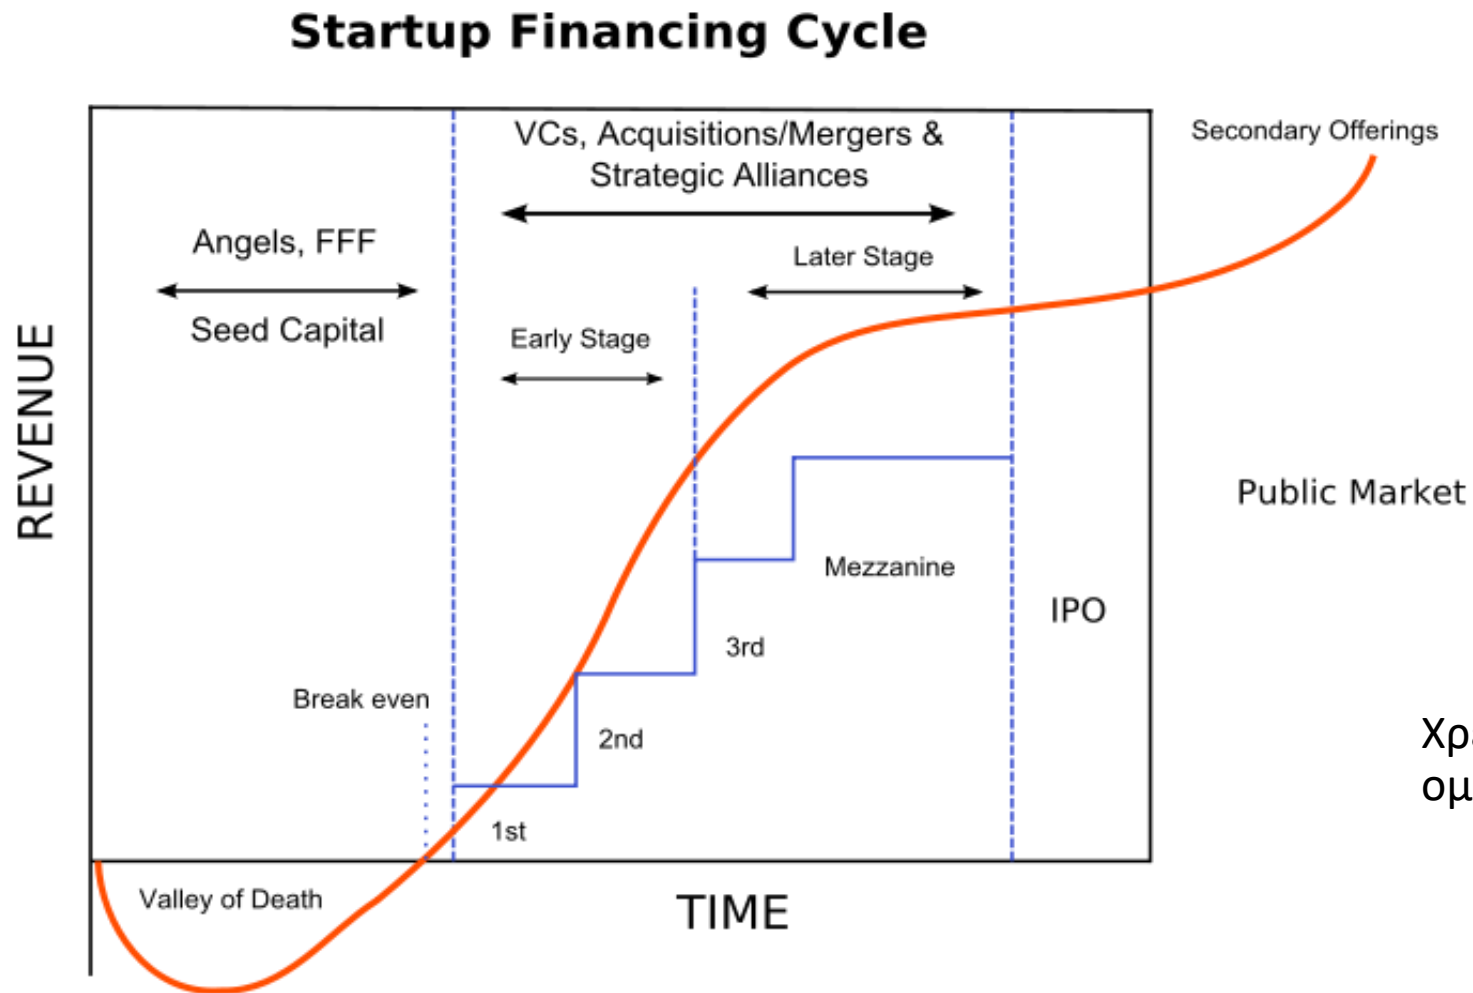 Startup Financing Cycle
VCs, Acquisitions/Mergers &
Strategic Alliances
Secondary Offerings
Angels, FFF
Seed Capital
Later Stage
Early Stage
REVENUE
Public Market
Mezzanine
IPO
3rd
Break even
2nd
1st
Valley of Death
TIME